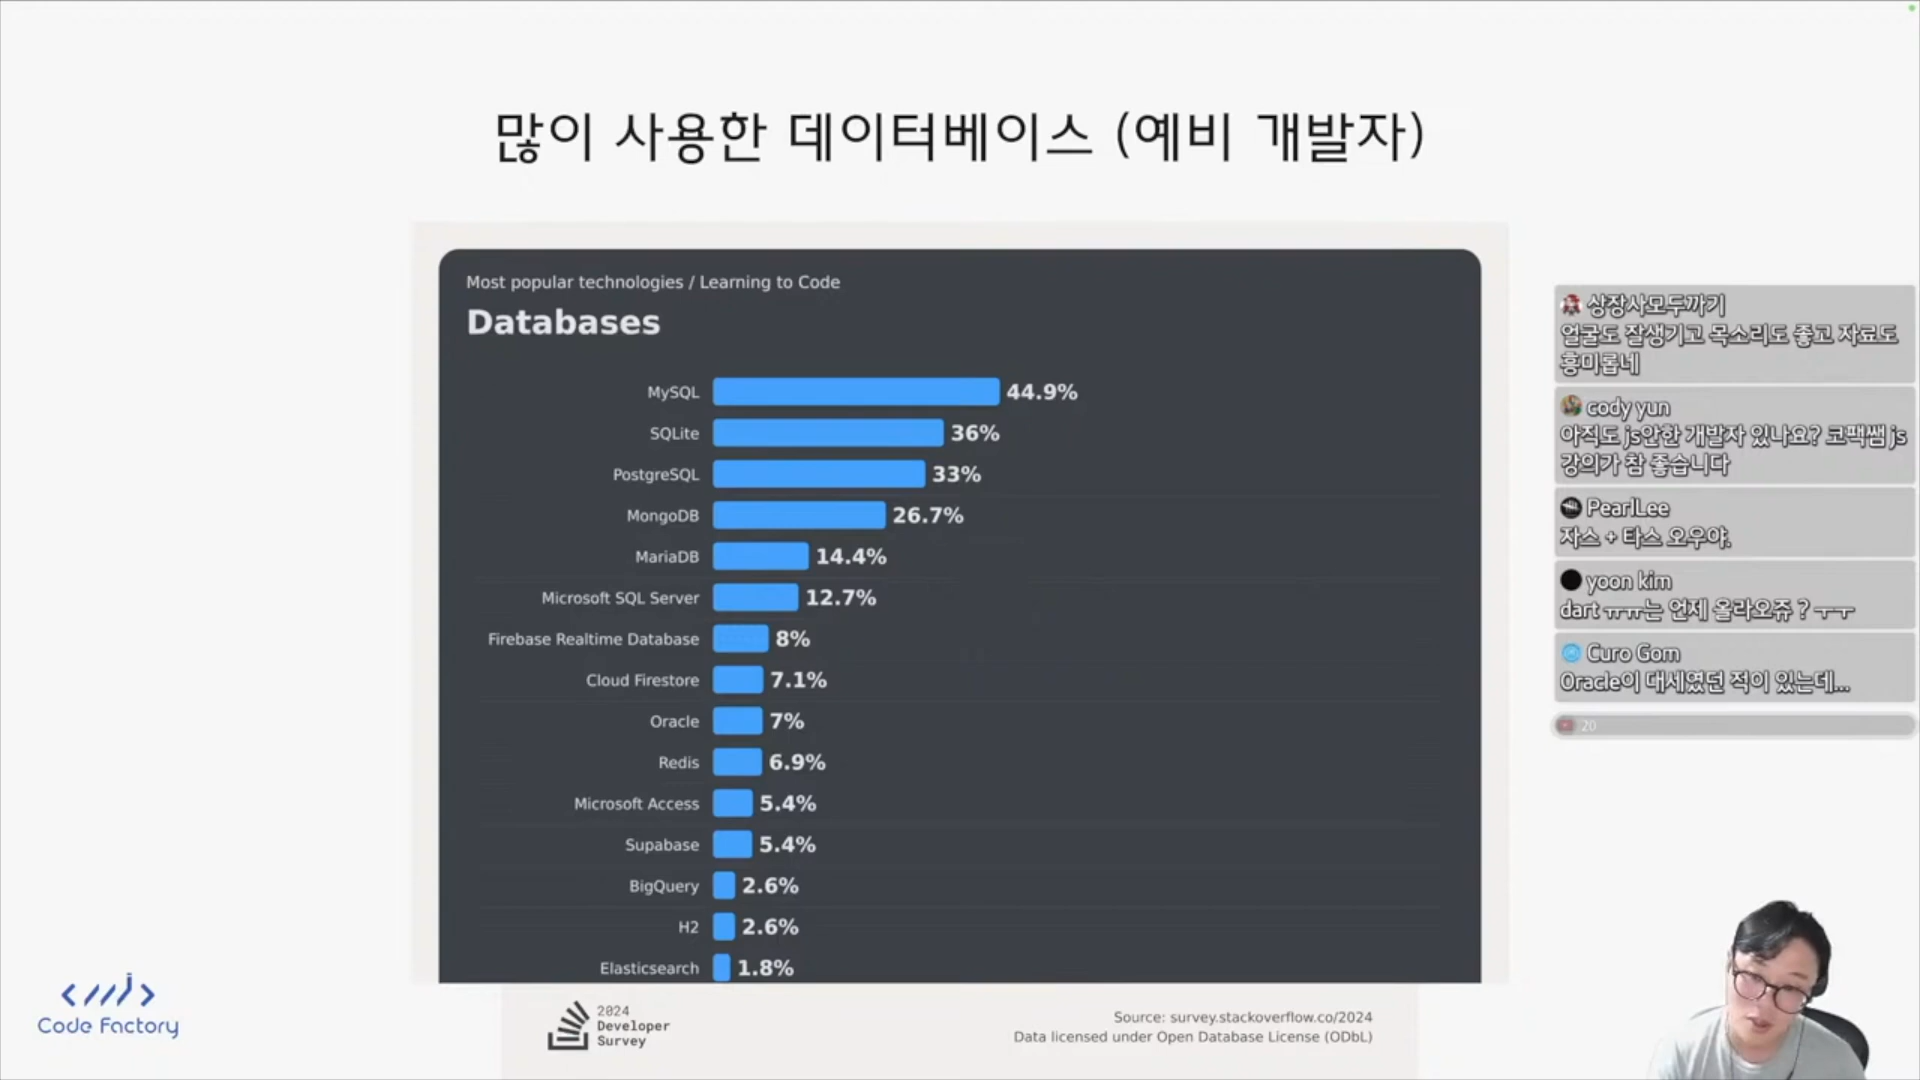 많이 사용한 데이터베이스 (예비 개발자)
Most popular technologies / Learning to Code
Databases
MySQL 44.9%
SQLite 36%
PostgreSQL 33%
MongoDB 26.7%
MariaDB 14.4%
Microsoft SQL Server 12.7%
Firebase Realtime Database 8%
Cloud Firestore 7.1%
Oracle 7%
Redis 6.9%
Microsoft Access 5.4%
Supabase 5.4%
BigQuery 2.6%
H2 2.6%
Elasticsearch 1.8%
2024
Developer
Survey
Source: survey.stackoverflow.co/2024
Data licensed under Open Database License (ODbL)
Code Factory
상장사모두까기
얼굴도 잘생기고 목소리도 좋고 자료도
흥미롭네
cody yun
아직도 js안한 개발자 있나요? 코팩쌤 js
강의가 참 좋습니다
PearlLee
자스 + 타스 오우야.
yoon kim
dart ㅠㅠ는 언제 올라오쥬 ? ㅜㅜ
Curo Gom
Oracle이 대세였던 적이 있는데...
20